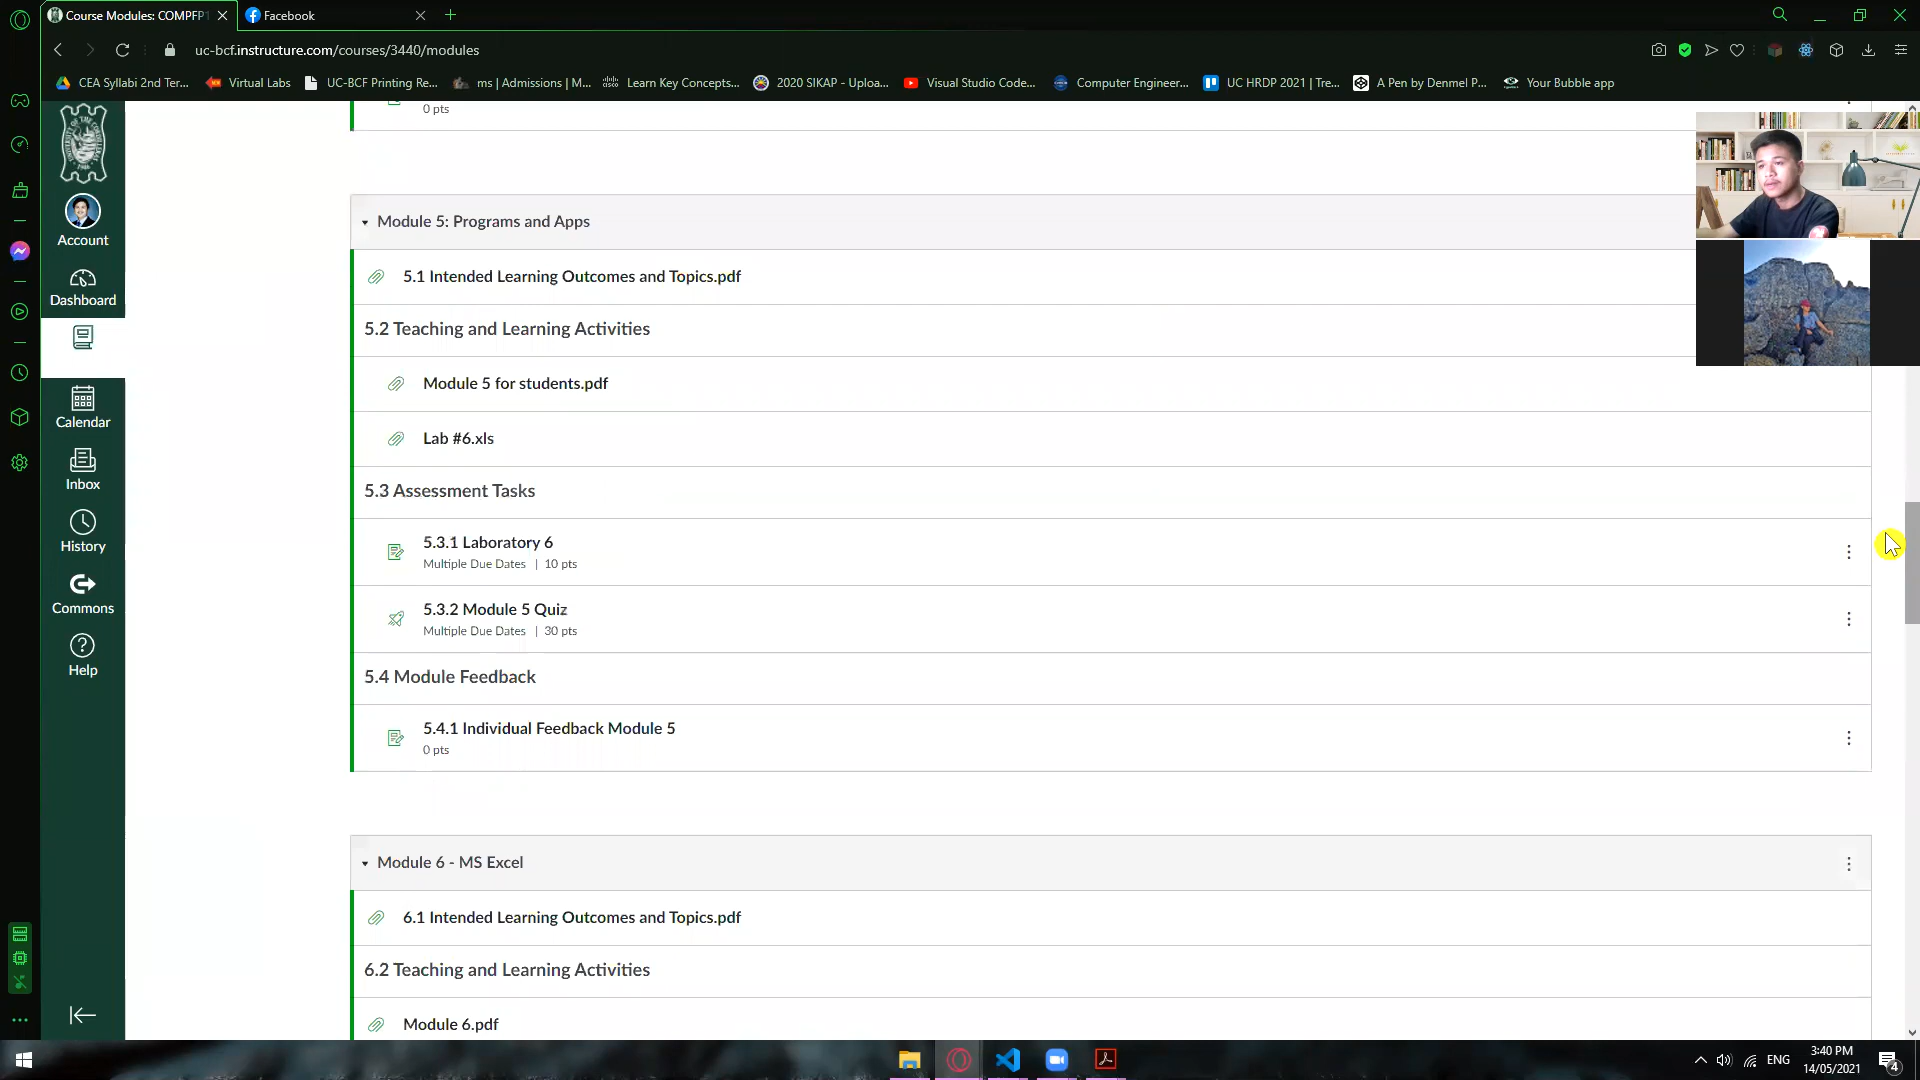 Course Modules: COMPFP1
Facebook
uc-bcf.instructure.com/courses/3440/modules
CEA Syllabi 2nd Ter...
Virtual Labs
UC-BCF Printing Re...
ms | Admissions | M...
Learn Key Concepts...
2020 SIKAP - Uploa...
Visual Studio Code...
Computer Engineer...
UC HRDP 2021 | Tre...
A Pen by Denmel P...
Your Bubble app
0 pts
Module 5: Programs and Apps
Account
5.1 Intended Learning Outcomes and Topics.pdf
Dashboard
5.2 Teaching and Learning Activities
Module 5 for students.pdf
Calendar
Lab #6.xls
Inbox
5.3 Assessment Tasks
History
5.3.1 Laboratory 6
Multiple Due Dates | 10 pts
Commons
5.3.2 Module 5 Quiz
Multiple Due Dates | 30 pts
Help
5.4 Module Feedback
5.4.1 Individual Feedback Module 5
0 pts
Module 6 - MS Excel
6.1 Intended Learning Outcomes and Topics.pdf
6.2 Teaching and Learning Activities
Module 6.pdf
ENG
3:40 PM
14/05/2021
4